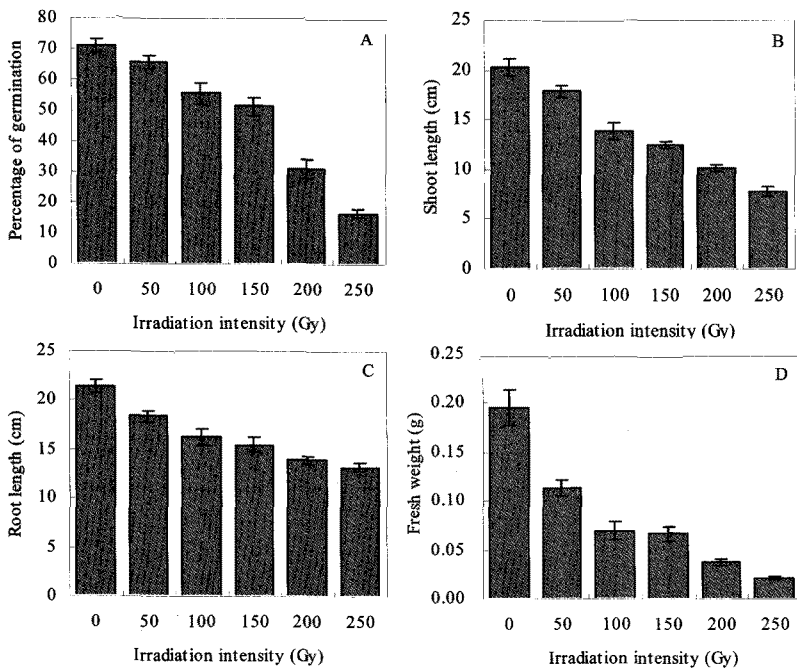 A
Percentage of germination
80
70
60
50
40
30
20
10
0
0 50 100 150 200 250
Irradiation intensity (Gy)
B
Shoot length (cm)
25
20
15
10
5
0
0 50 100 150 200 250
Irradiation intensity (Gy)
C
Root length (cm)
25
20
15
10
5
0
0 50 100 150 200 250
Irradiation intensity (Gy)
D
Fresh weight (g)
0.25
0.20
0.15
0.10
0.05
0.00
0 50 100 150 200 250
Irradiation intensity (Gy)